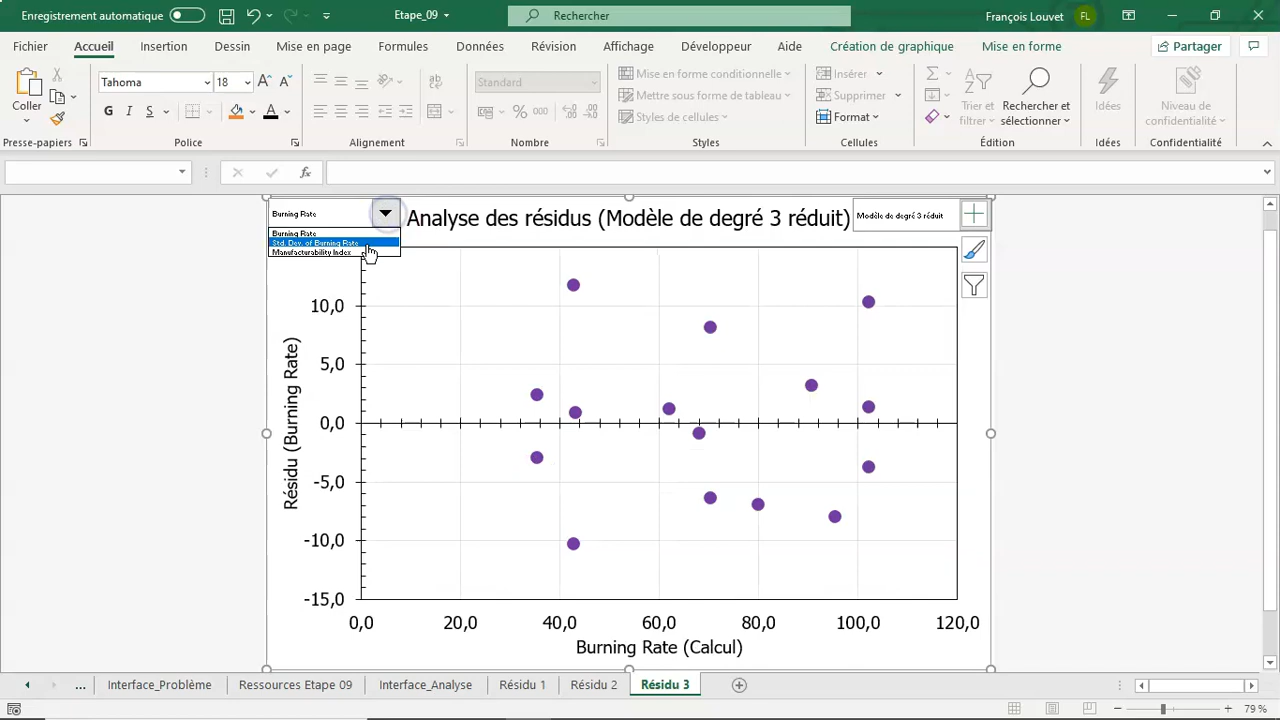 Enregistrement automatique
Etape_09
Rechercher
François Louvet
FL
Fichier
Accueil
Insertion
Dessin
Mise en page
Formules
Données
Révision
Affichage
Développeur
Aide
Création de graphique
Mise en forme
Partager
Coller
Presse-papiers
Tahoma
18
G I S
Police
Alignement
Standard
% 000
Nombre
Mise en forme conditionnelle
Mettre sous forme de tableau
Styles de cellules
Styles
Insérer
Supprimer
Format
Cellules
Trier et
filtrer
Rechercher et
sélectionner
Édition
Idées
Idées
Niveau de
confidentialité
Confidentialité
fx
Burning Rate
Burning Rate
Std. Dev. of Burning Rate
Manufacturability Index
Analyse des résidus (Modèle de degré 3 réduit)
Modèle de degré 3 réduit
Résidu (Burning Rate)
10,0
5,0
0,0
-5,0
-10,0
-15,0
0,0 20,0 40,0 60,0 80,0 100,0 120,0
Burning Rate (Calcul)
... Interface_Problème Ressources Etape 09 Interface_Analyse Résidu 1 Résidu 2 Résidu 3
79 %